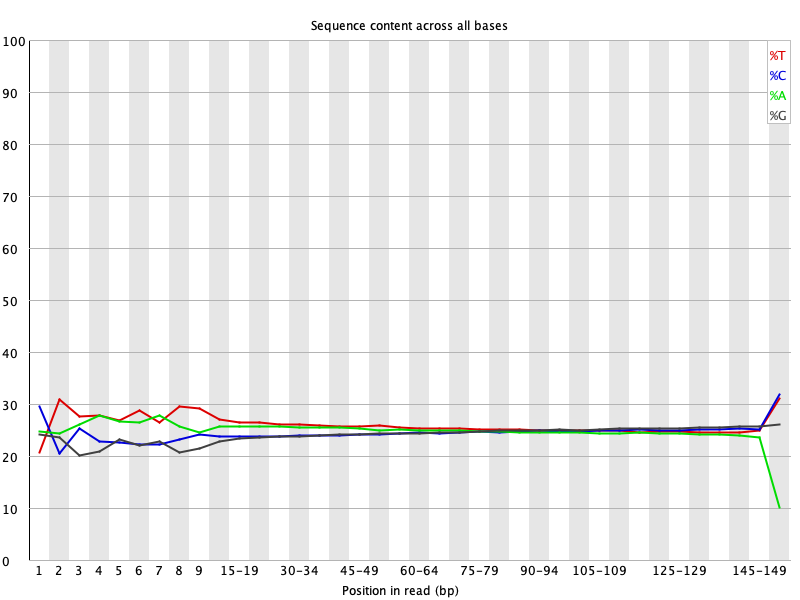 Sequence content across all bases
100
90
80
70
60
50
40
30
20
10
0
%T
%C
%A
%G
1 2 3 4 5 6 7 8 9 15-19 30-34 45-49 60-64 75-79 90-94 105-109 125-129 145-149
Position in read (bp)